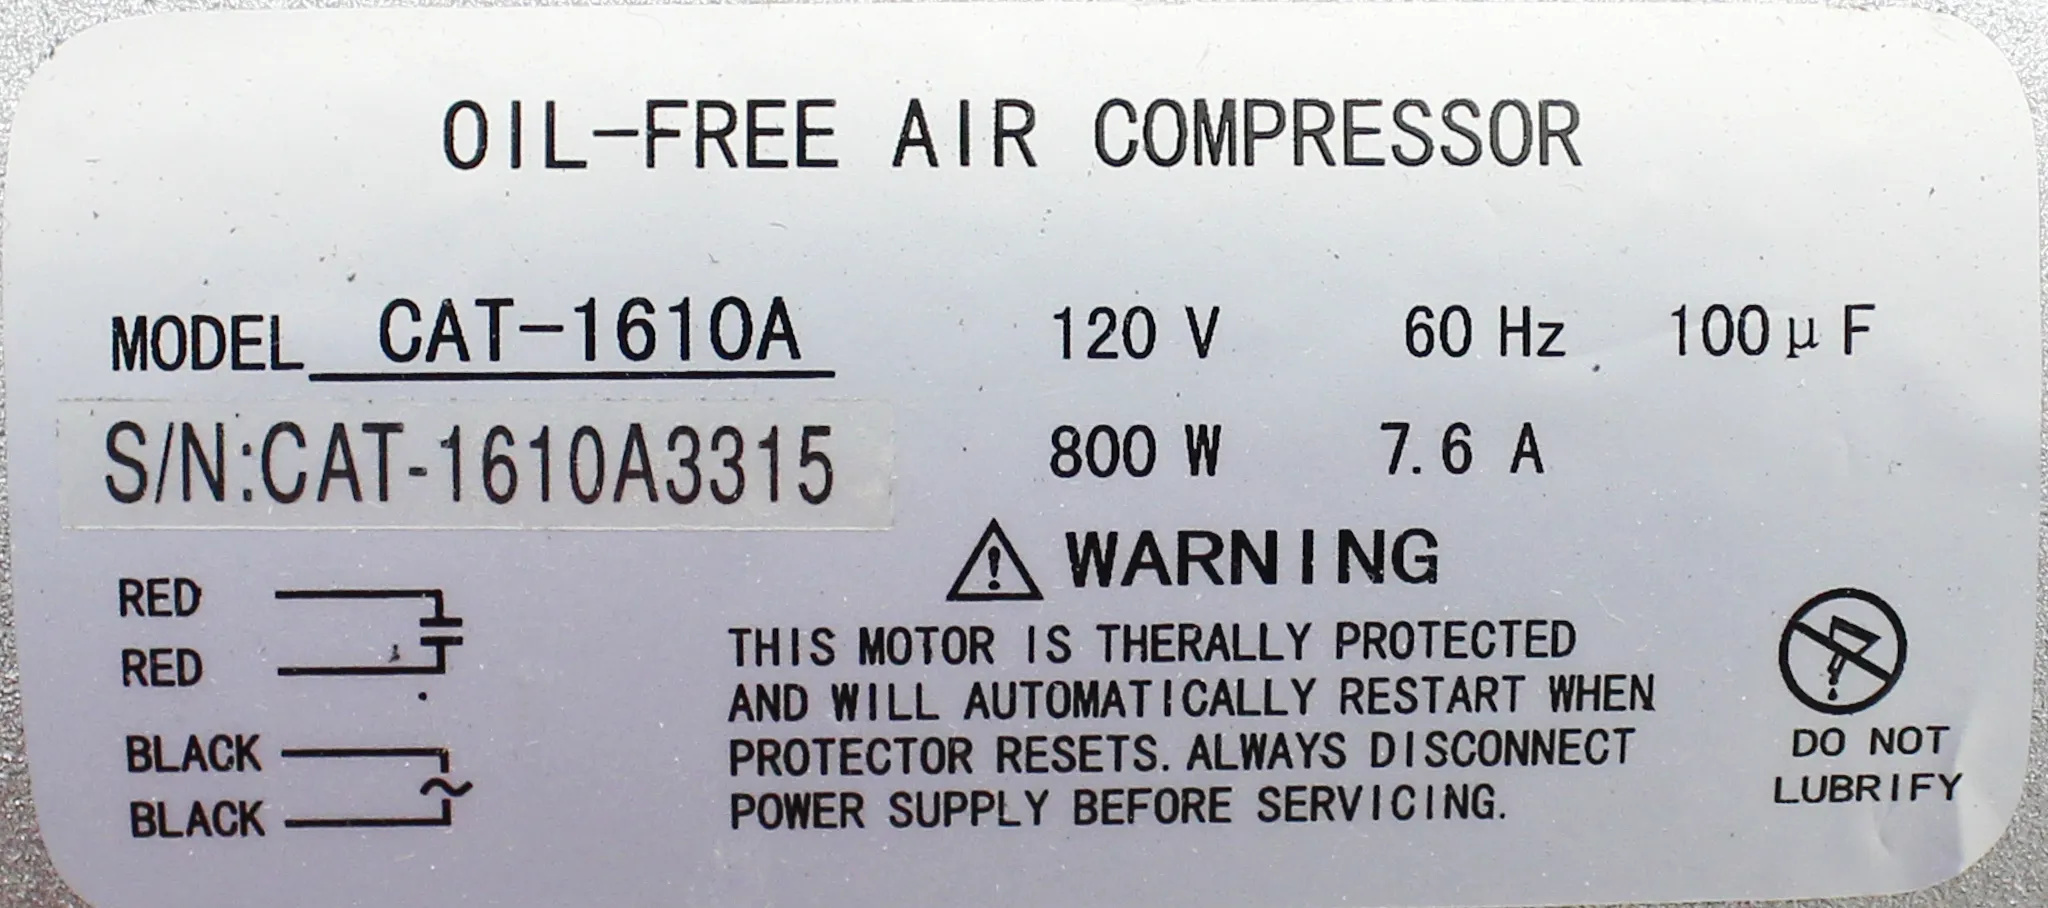 OIL-FREE AIR COMPRESSOR
MODEL CAT-1610A 120 V 60 Hz 100μF
S/N:CAT-1610A3315 800 W 7.6 A
WARNING
RED
RED
BLACK
BLACK
THIS MOTOR IS THERALLY PROTECTED
AND WILL AUTOMATICALLY RESTART WHEN
PROTECTOR RESETS. ALWAYS DISCONNECT
POWER SUPPLY BEFORE SERVICING.
DO NOT
LUBRIFY